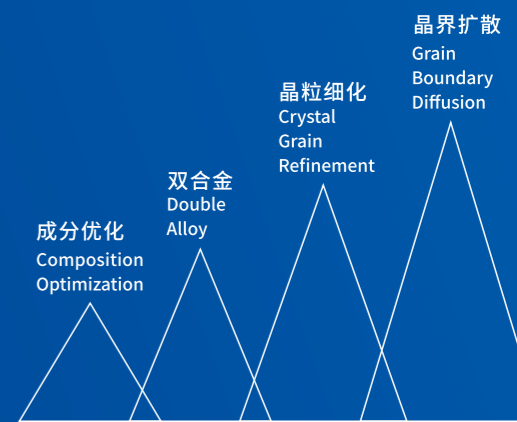 成分优化
Composition
Optimization
双合金
Double
Alloy
晶粒细化
Crystal
Grain
Refinement
晶界扩散
Grain
Boundary
Diffusion